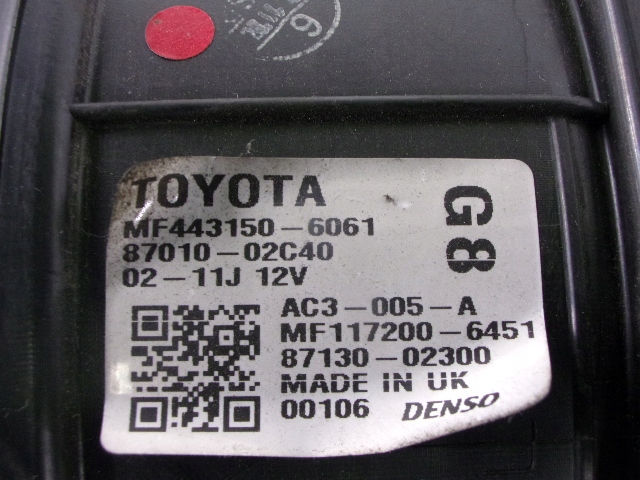 TOYOTA
MF443150-6061
87010-02C40
02-11J 12V
G8
AC3-005-A
MF117200-6451
87130-02300
MADE IN UK
00106 DENSO